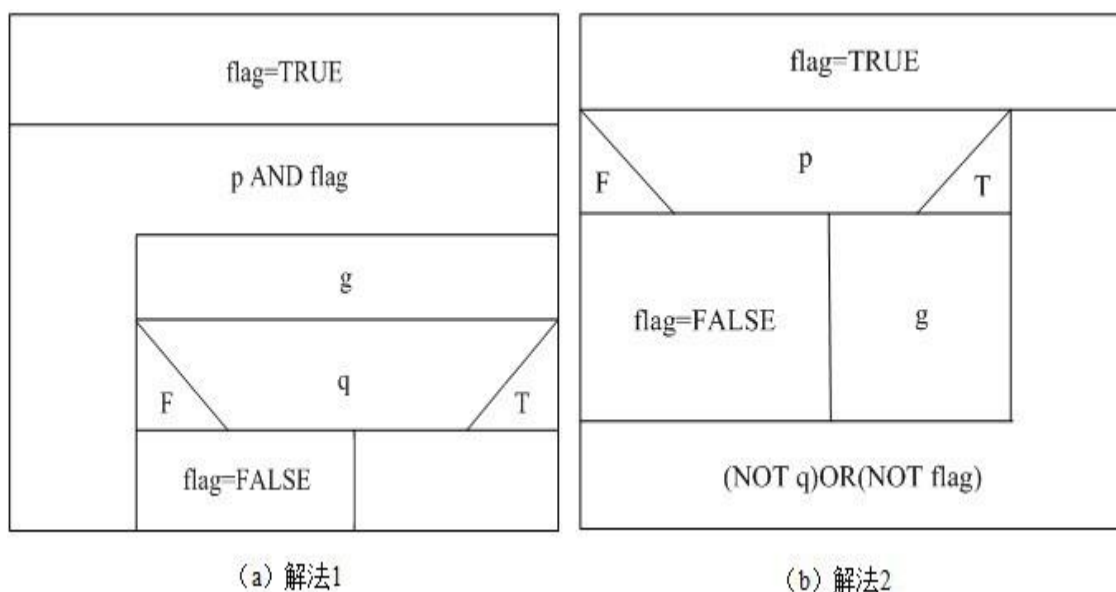 flag=TRUE
p AND flag
g
q
F
T
flag=FALSE
(a) 解法1
flag=TRUE
p
F
T
flag=FALSE
g
(NOT q)OR(NOT flag)
(b) 解法2